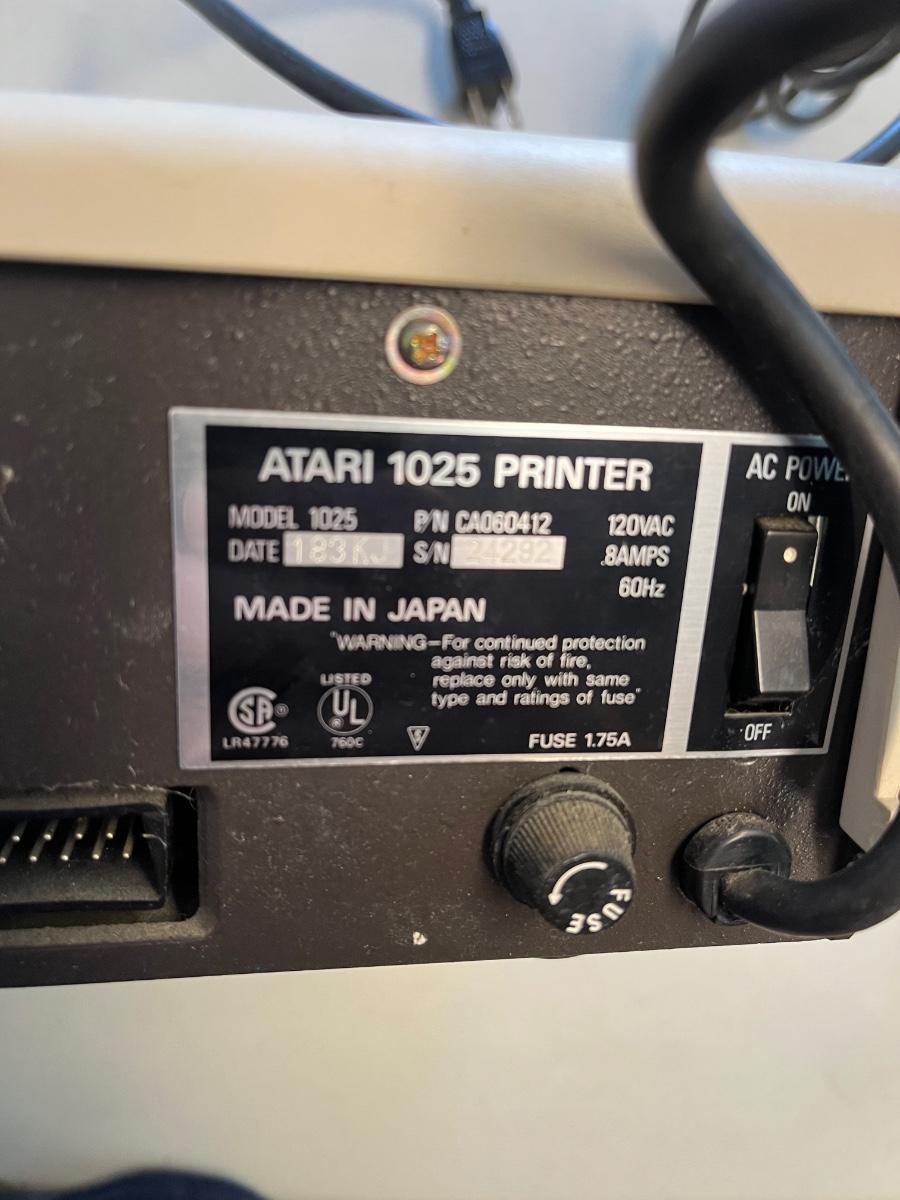 ATARI 1025 PRINTER
MODEL 1025 P/N CA060412 120VAC
DATE 183KJ S/N 24292 .8AMPS
60Hz
MADE IN JAPAN
"WARNING—For continued protection
against risk of fire,
replace only with same
type and ratings of fuse"
SA ®
LR47776
LISTED
UL ®
760C
FUSE 1.75A
AC POWE
ON
OFF
FUSE